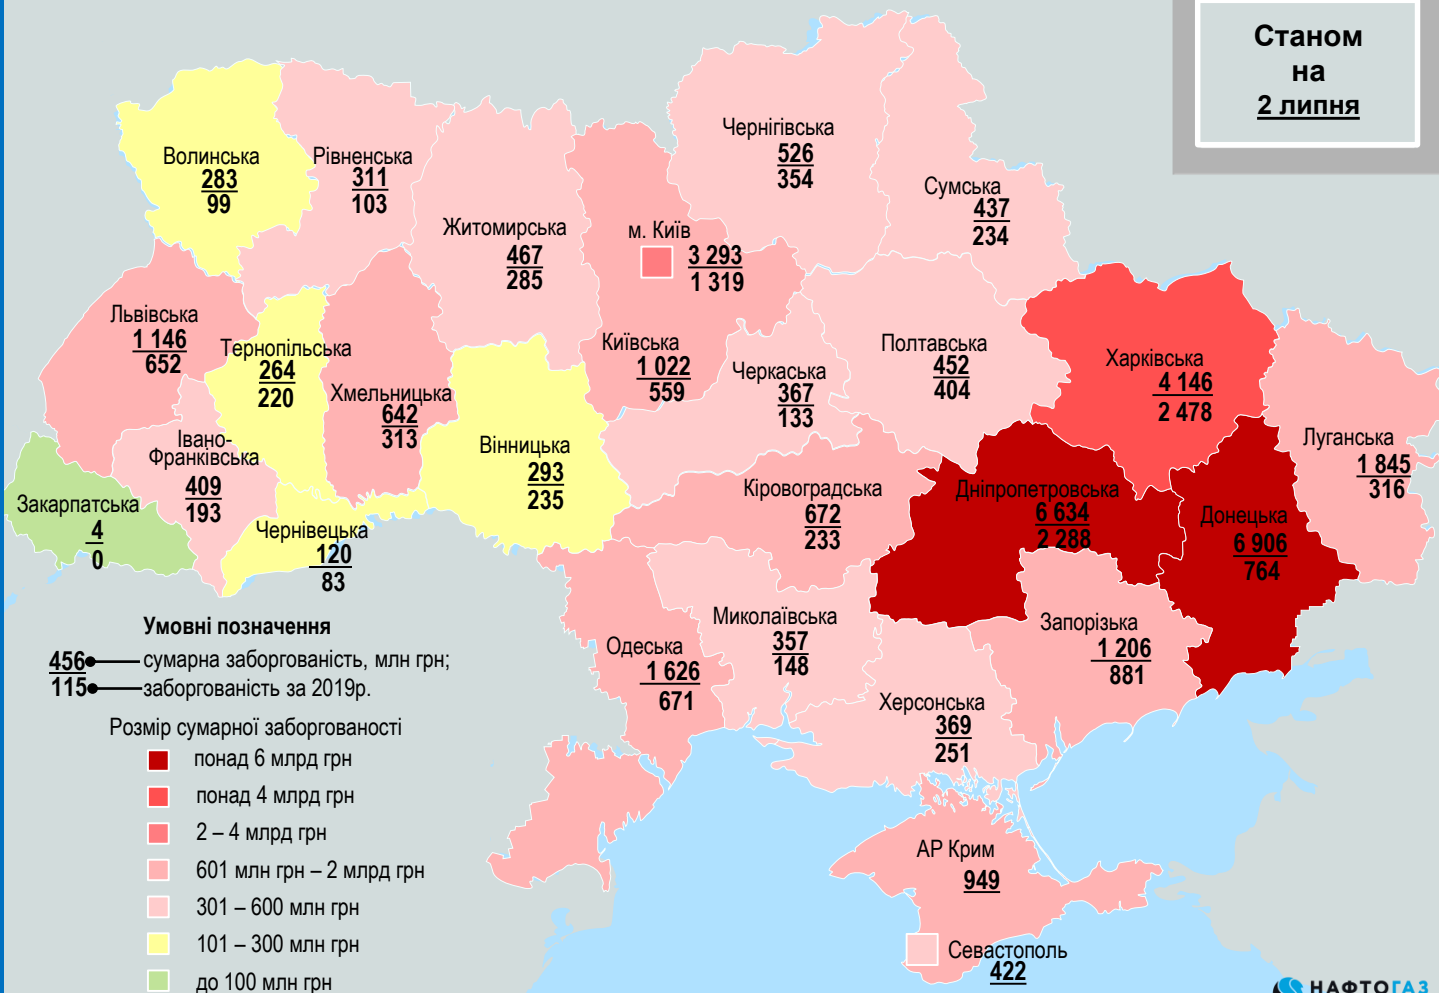 Станом
на
2 липня
Волинська
283
99
Рівненська
311
103
Житомирська
467
285
м. Київ
3 293
1 319
Чернігівська
526
354
Сумська
437
234
Львівська
1 146
652
Тернопільська
264
220
Хмельницька
642
313
Київська
1 022
559
Черкаська
367
133
Полтавська
452
404
Харківська
4 146
2 478
Луганська
1 845
316
Івано-
Франківська
409
193
Вінницька
293
235
Закарпатська
4
0
Чернівецька
120
83
Кіровоградська
672
233
Дніпропетровська
6 634
2 288
Донецька
6 906
764
Одеська
1 626
671
Миколаївська
357
148
Запорізька
1 206
881
Херсонська
369
251
АР Крим
949
Севастополь
422
Умовні позначення
456 сумарна заборгованість, млн грн;
115 заборгованість за 2019р.
Розмір сумарної заборгованості
понад 6 млрд грн
понад 4 млрд грн
2 – 4 млрд грн
601 млн грн – 2 млрд грн
301 – 600 млн грн
101 – 300 млн грн
до 100 млн грн
НАФТОГАЗ